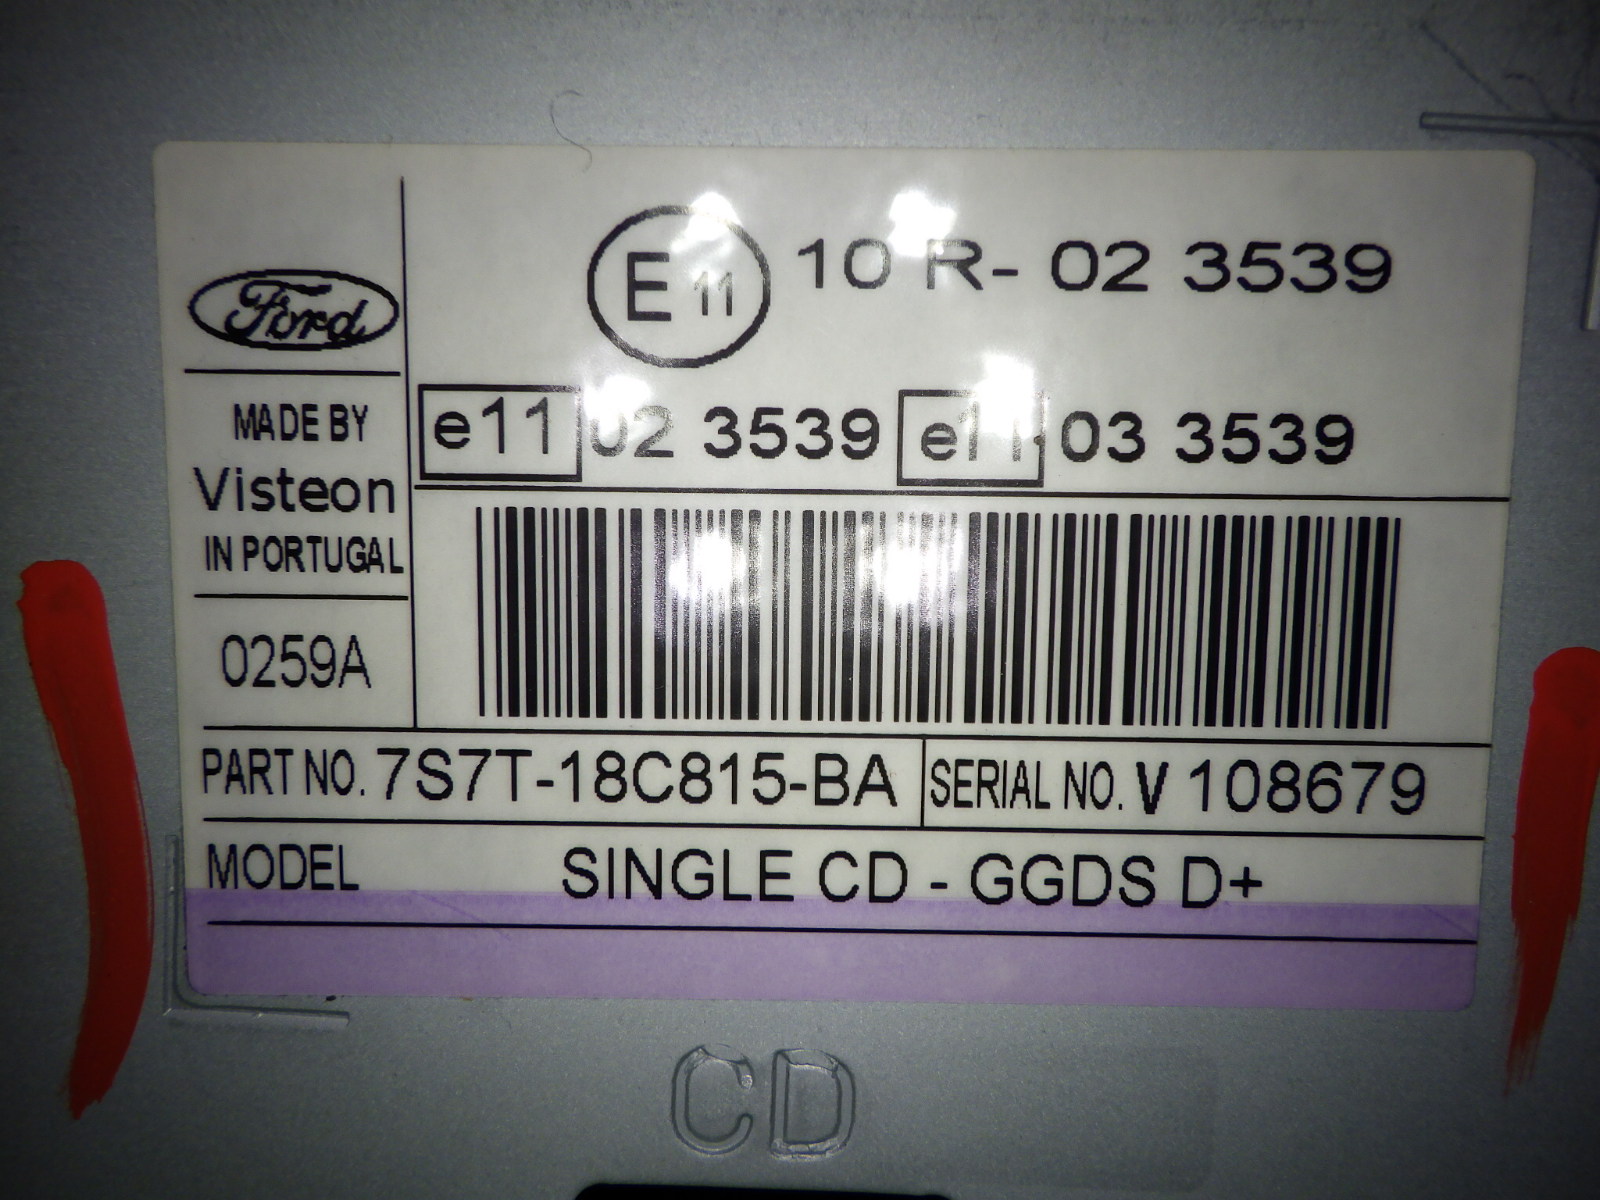 E 11 10 R- 02 3539
Ford
e11 02 3539 e11 03 3539
MADE BY
Visteon
IN PORTUGAL
0259A
PART NO. 7S7T-18C815-BA SERIAL NO. V 108679
MODEL SINGLE CD - GGDS D+
CD